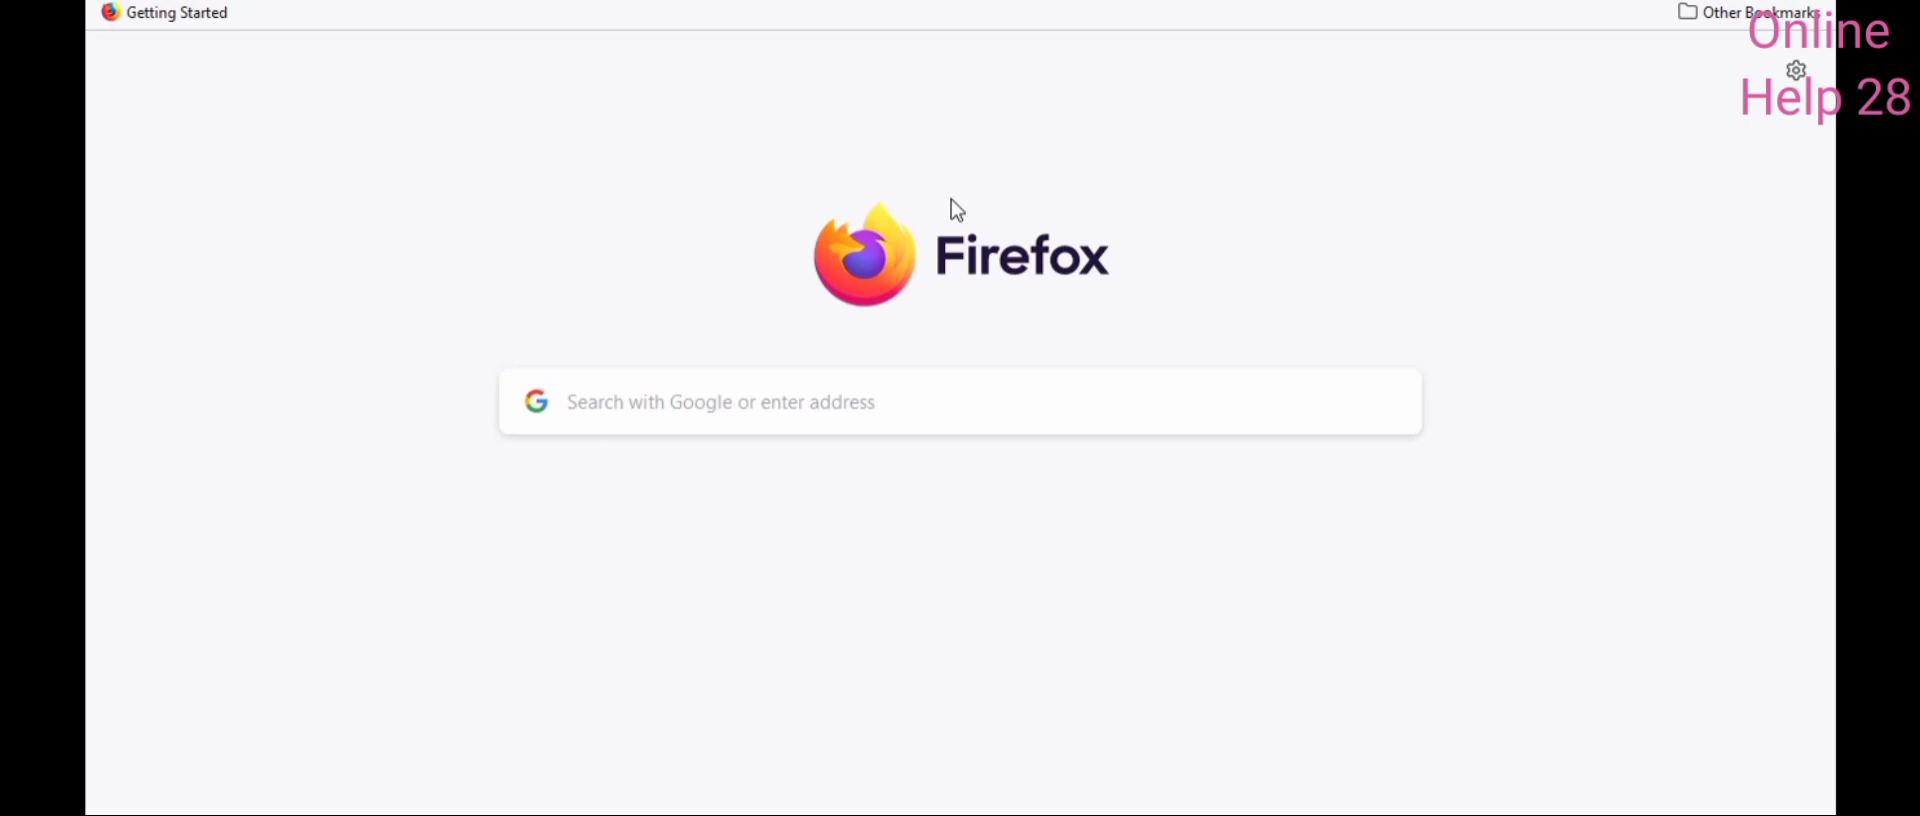 Getting Started
Other Bookmarks
Online
Help 28
Firefox
Search with Google or enter address